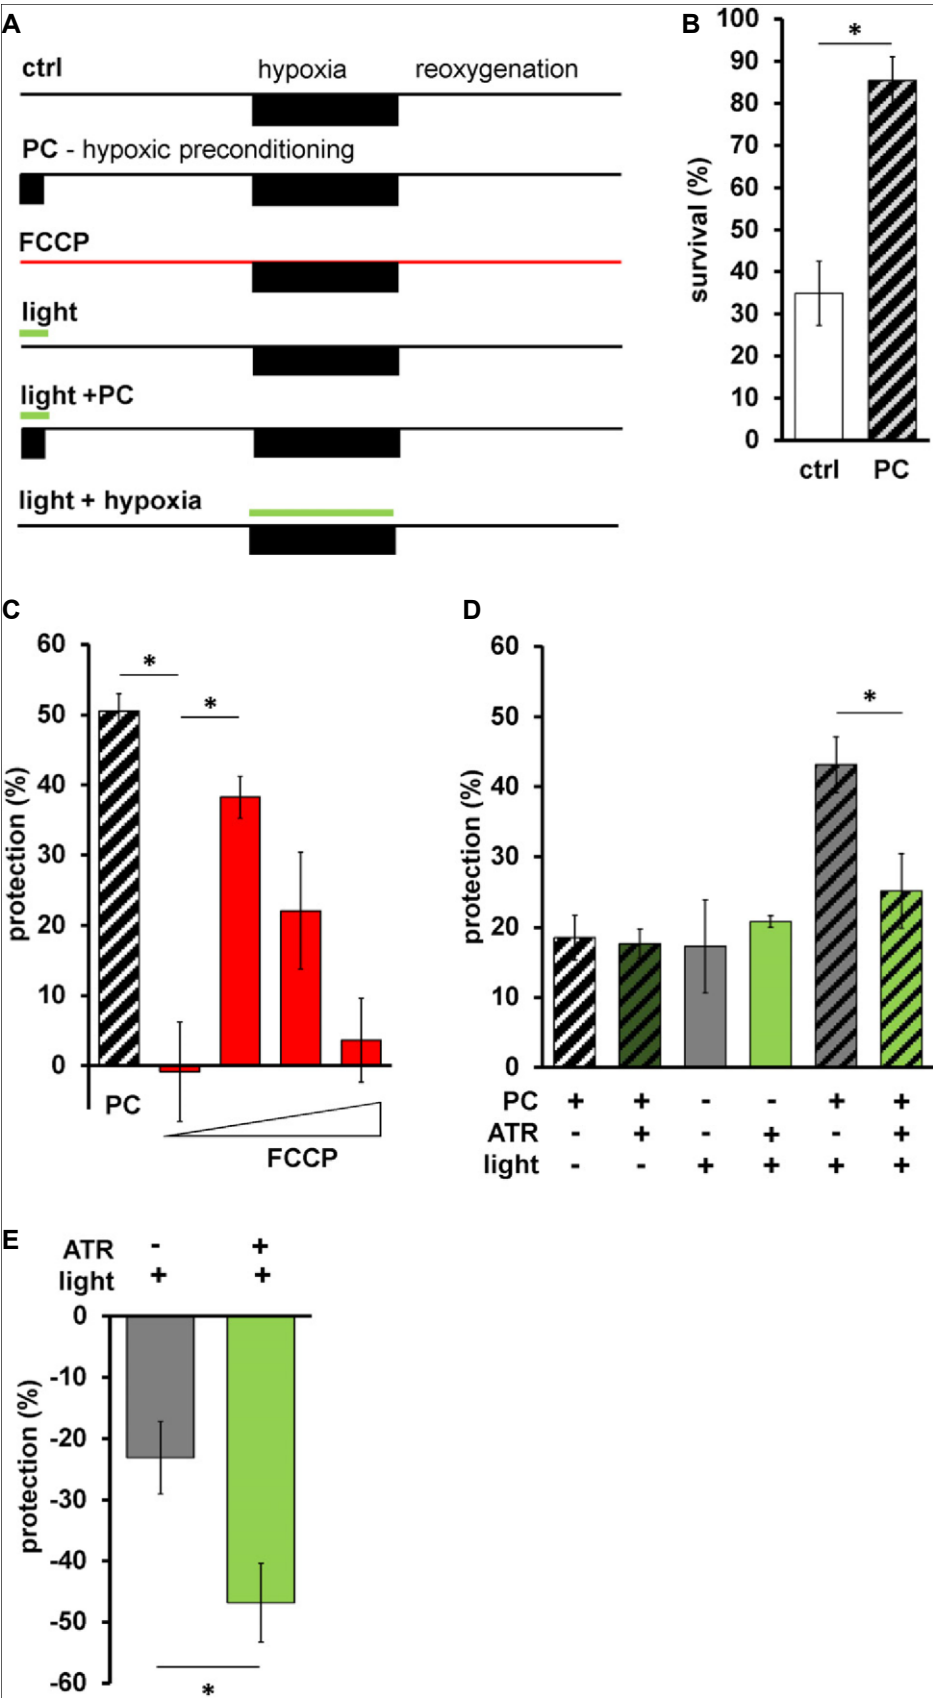 A
ctrl hypoxia reoxygenation
PC - hypoxic preconditioning
FCCP
light
light +PC
light + hypoxia
B
survival (%)
100
90
80
70
60
50
40
30
20
10
0
*
ctrl PC
C
protection (%)
60
50
40
30
20
10
0
*
*
PC
FCCP
D
protection (%)
60
50
40
30
20
10
0
*
PC + + - - + +
ATR - + - + - +
light - - + + + +
E
ATR - +
light + +
protection (%)
0
-10
-20
-30
-40
-50
-60
*